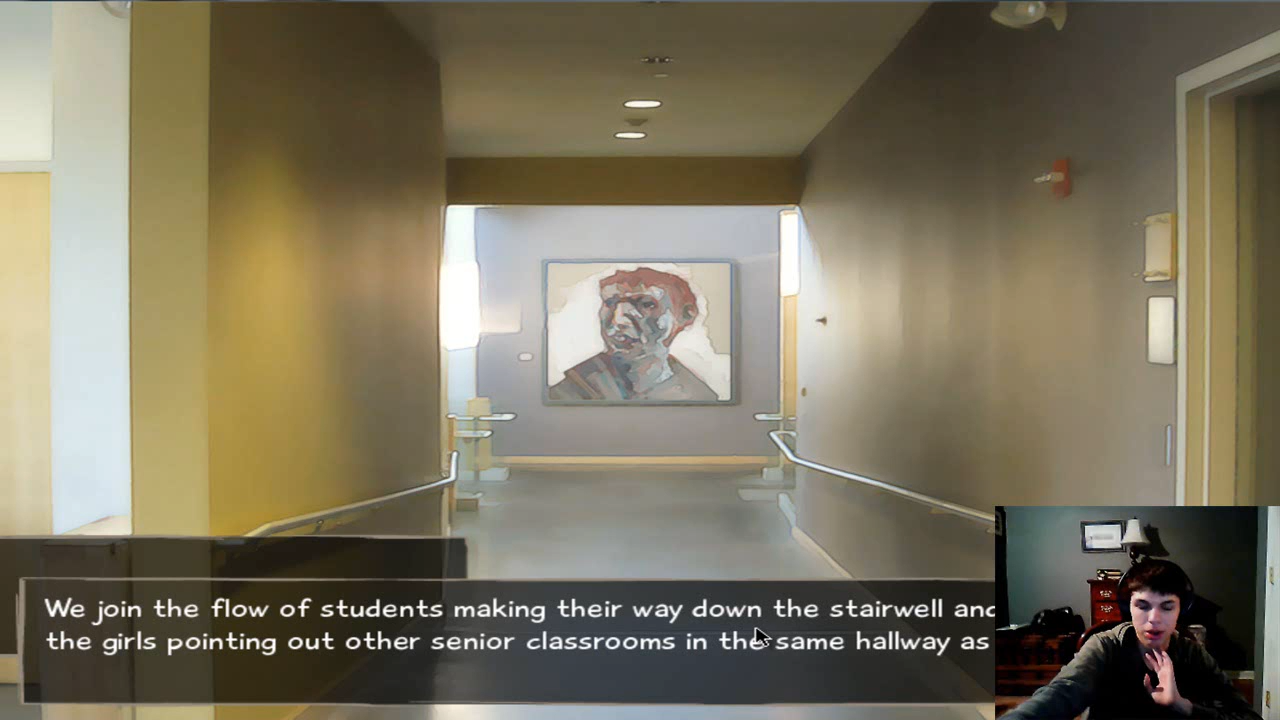 We join the flow of students making their way down the stairwell and
the girls pointing out other senior classrooms in the same hallway as